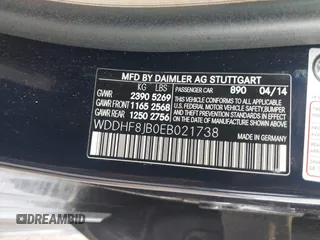 MFD BY DAIMLER AG STUTTGART
KG LBS PASSENGER CAR 890 04/14
GVWR 2390 5269 THIS VEHICLE CONFORMS TO ALL
GAWR FRONT 1165 2568 APPLICABLE U.S. FEDERAL
MOTOR VEHICLE SAFETY, BUMPER,
GAWR REAR 1250 2756 AND THEFT PREVENTION
STANDARDS IN EFFECT ON THE DATE
OF MANUFACTURE SHOWN ABOVE
WDDHF8JB0EB021738
MADE IN GERMANY
DREAMBID